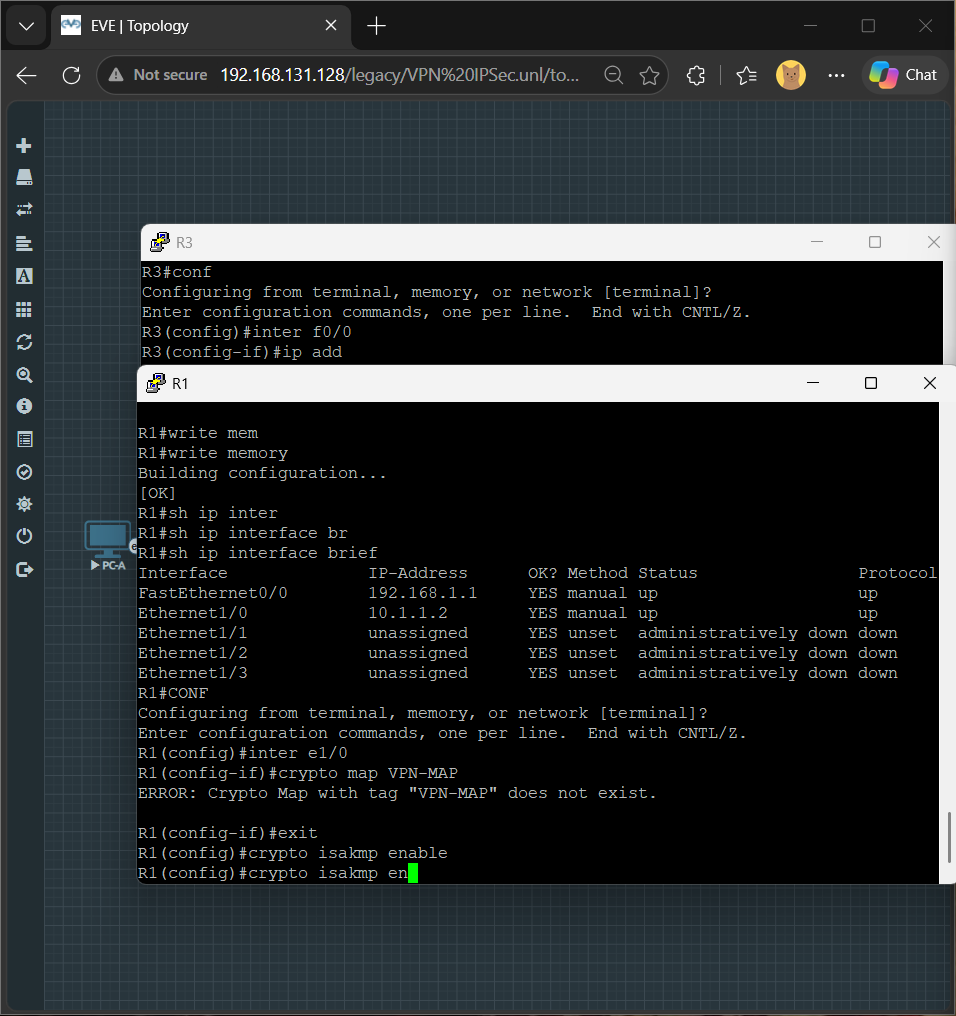 EVE | Topology
Not secure 192.168.131.128/legacy/VPN%20IPSec.unl/to...
Chat
R3
R3#conf
Configuring from terminal, memory, or network [terminal]?
Enter configuration commands, one per line.  End with CNTL/Z.
R3(config)#inter f0/0
R3(config-if)#ip add
R1
R1#write mem
R1#write memory
Building configuration...
[OK]
R1#sh ip inter
R1#sh ip interface br
R1#sh ip interface brief
Interface IP-Address OK? Method Status Protocol
FastEthernet0/0 192.168.1.1 YES manual up up
Ethernet1/0 10.1.1.2 YES manual up up
Ethernet1/1 unassigned YES unset administratively down down
Ethernet1/2 unassigned YES unset administratively down down
Ethernet1/3 unassigned YES unset administratively down down
R1#CONF
Configuring from terminal, memory, or network [terminal]?
Enter configuration commands, one per line.  End with CNTL/Z.
R1(config)#inter e1/0
R1(config-if)#crypto map VPN-MAP
ERROR: Crypto Map with tag "VPN-MAP" does not exist.
R1(config-if)#exit
R1(config)#crypto isakmp enable
R1(config)#crypto isakmp en
PC-A